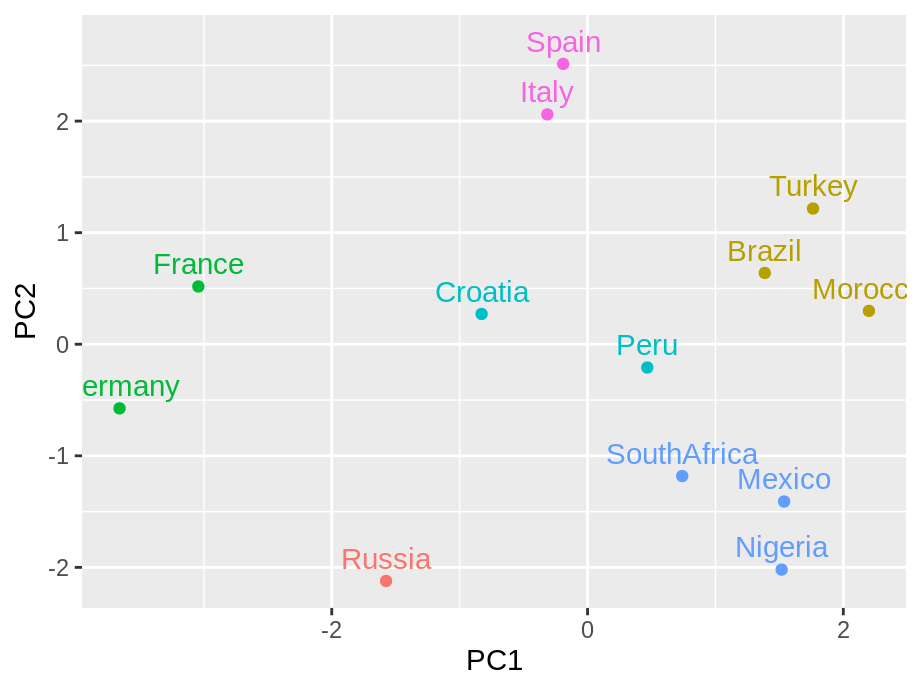 Spain
Italy
2
Turkey
1
Brazil
France
Morocc
Croatia
PC2
0
Peru
ermany
-1
SouthAfrica
Mexico
Nigeria
Russia
-2
-2
0
2
PC1